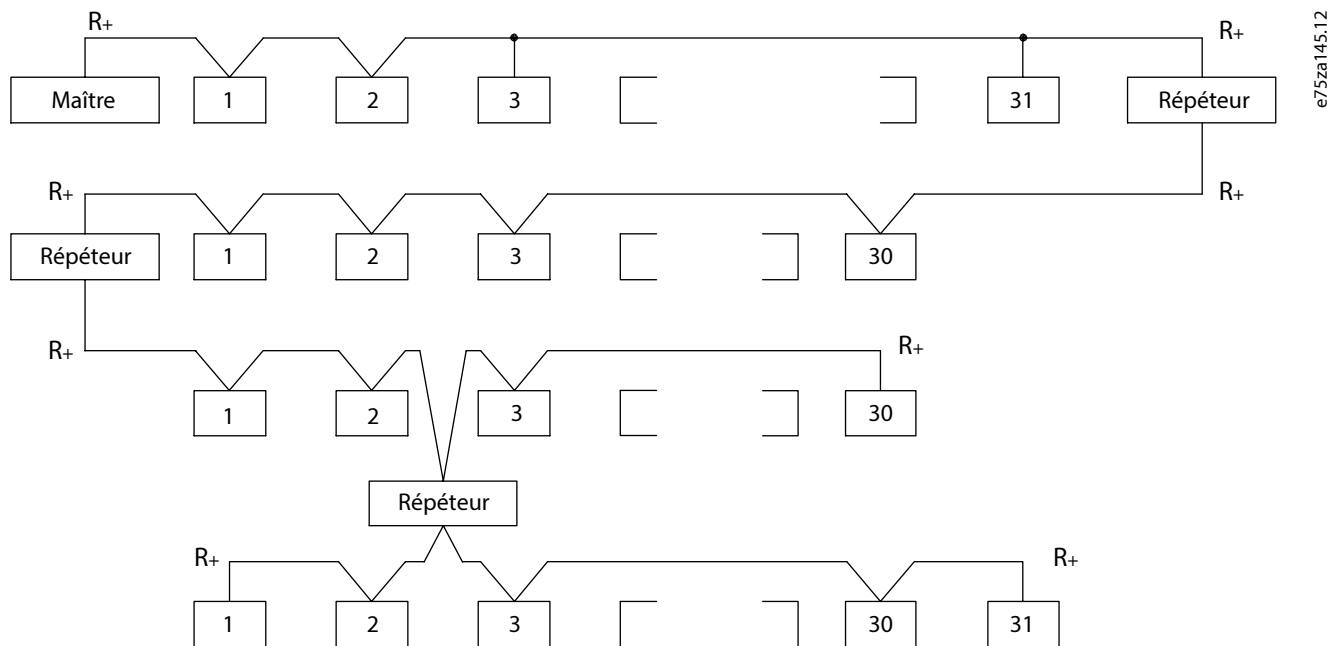 R+ R+
Maître 1 2 3 31 Répéteur
e75za145.12
R+ R+
Répéteur 1 2 3 30
R+ R+
1 2 3 30
Répéteur
R+ R+
1 2 3 30 31